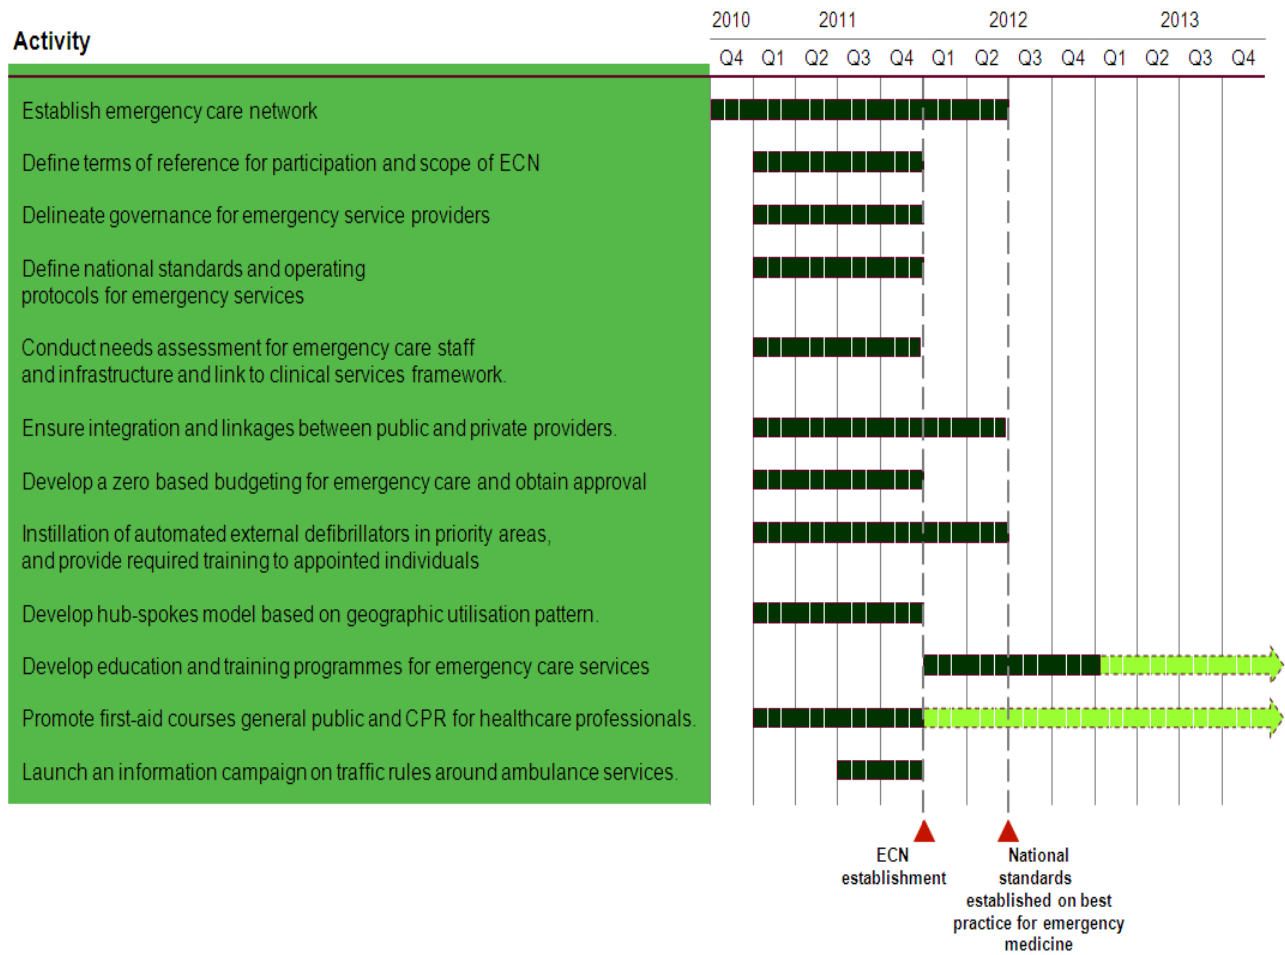 2010 2011 2012 2013
Activity
Q4 Q1 Q2 Q3 Q4 Q1 Q2 Q3 Q4 Q1 Q2 Q3 Q4
Establish emergency care network
Define terms of reference for participation and scope of ECN
Delineate governance for emergency service providers
Define national standards and operating
protocols for emergency services
Conduct needs assessment for emergency care staff
and infrastructure and link to clinical services framework.
Ensure integration and linkages between public and private providers.
Develop a zero based budgeting for emergency care and obtain approval
Instillation of automated external defibrillators in priority areas,
and provide required training to appointed individuals
Develop hub-spokes model based on geographic utilisation pattern.
Develop education and training programmes for emergency care services
Promote first-aid courses general public and CPR for healthcare professionals.
Launch an information campaign on traffic rules around ambulance services.
ECN
establishment
National
standards
established on best
practice for emergency
medicine